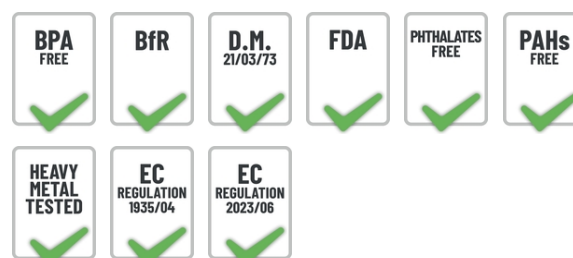 BPA
FREE
BfR
D.M.
21/03/73
FDA
PHTHALATES
FREE
PAHs
FREE
HEAVY
METAL
TESTED
EC
REGULATION
1935/04
EC
REGULATION
2023/06